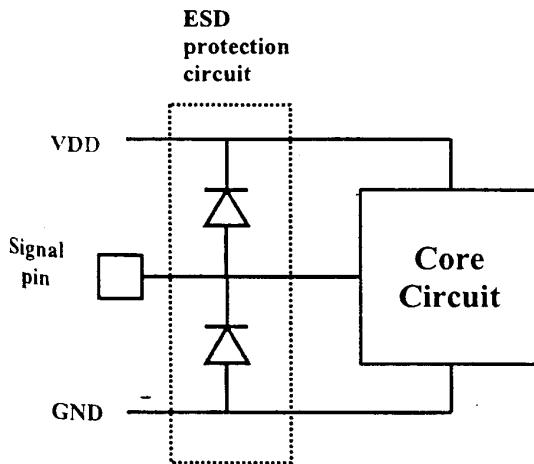 ESD
protection
circuit
VDD
Signal
pin
Core
Circuit
GND